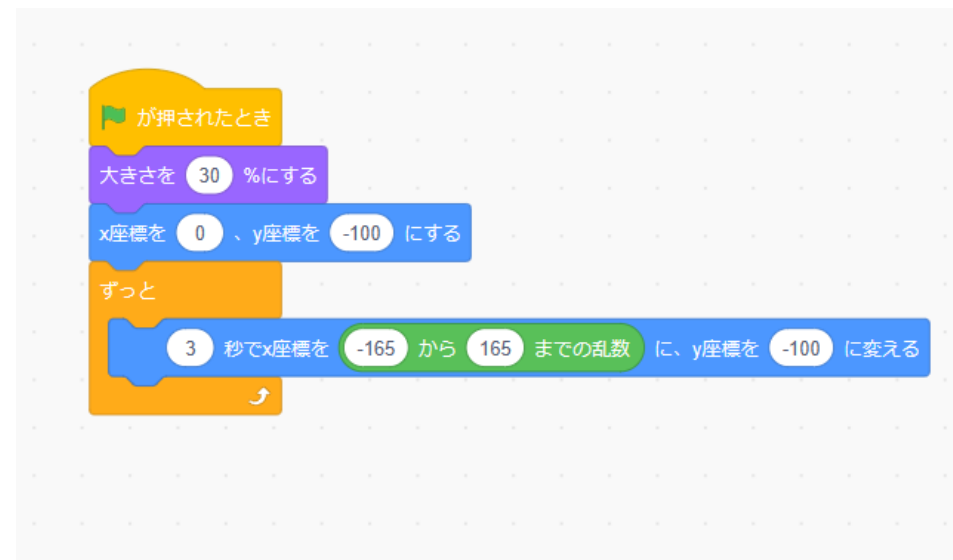 が押されたとき
大きさを 30 %にする
x座標を 0 、y座標を -100 にする
ずっと
3 秒でx座標を -165 から 165 までの乱数 に、y座標を -100 に変える